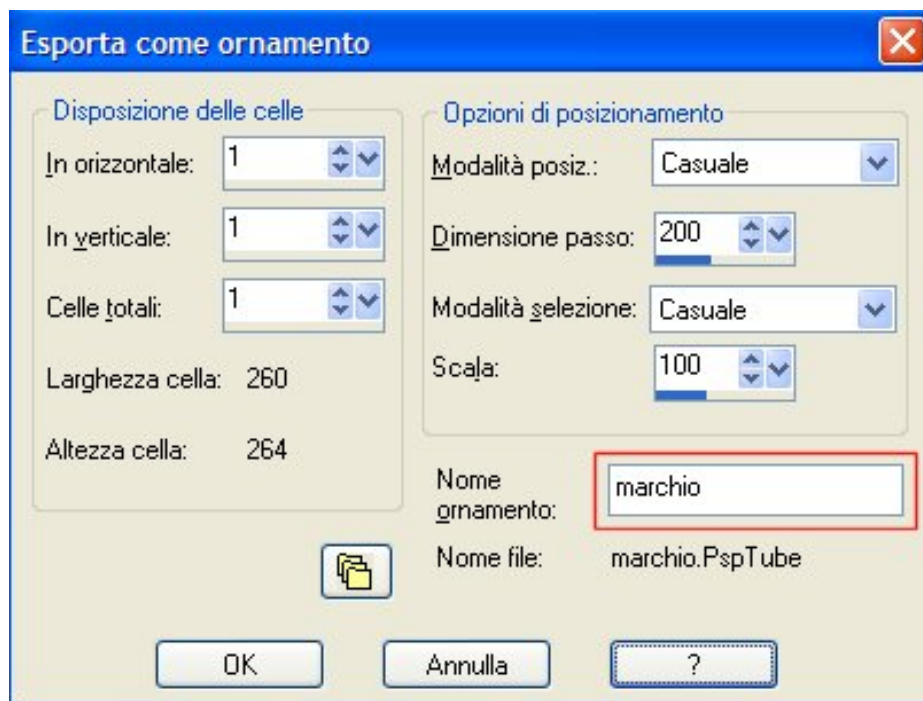 Esporta come ornamento
Disposizione delle celle
In orizzontale: 1
In verticale: 1
Celle totali: 1
Larghezza cella: 260
Altezza cella: 264
Opzioni di posizionamento
Modalità posiz.: Casuale
Dimensione passo: 200
Modalità selezione: Casuale
Scala: 100
Nome
ornamento: marchio
Nome file: marchio.PspTube
OK Annulla ?